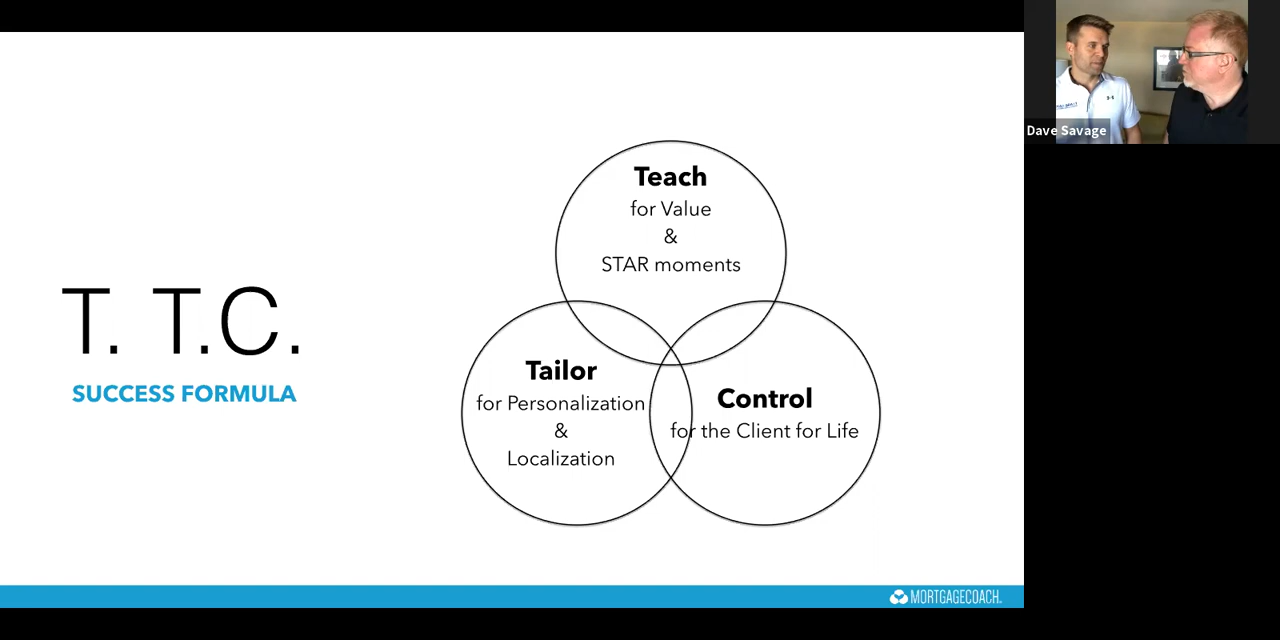 T. T.C.
SUCCESS FORMULA
Teach
for Value
&
STAR moments
Tailor
for Personalization
&
Localization
Control
for the Client for Life
MORTGAGECOACH
Dave Savage